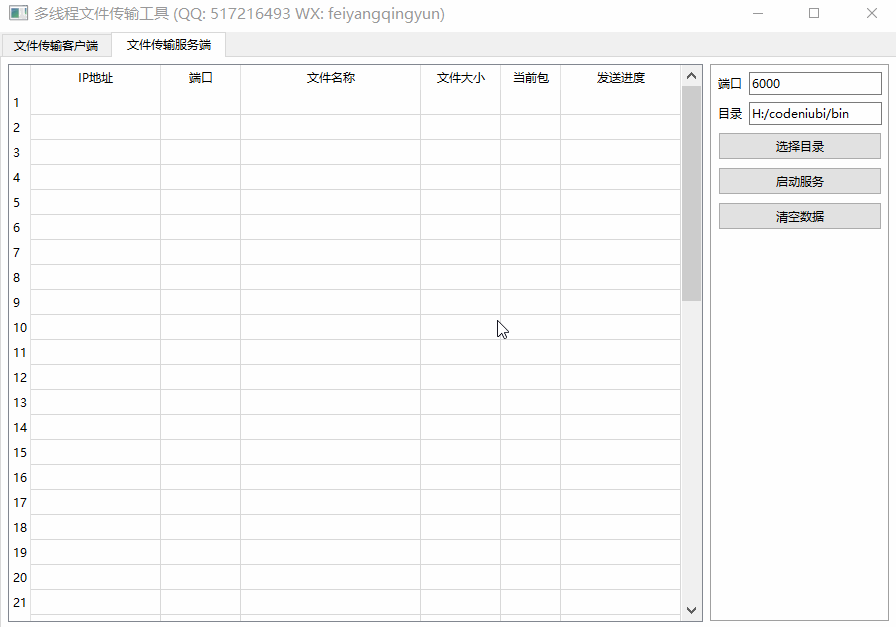 多线程文件传输工具 (QQ: 517216493 WX: feiyangqingyun)
文件传输客户端 文件传输服务端
IP地址 端口 文件名称 文件大小 当前包 发送进度
1
2
3
4
5
6
7
8
9
10
11
12
13
14
15
16
17
18
19
20
21
端口 6000
目录 H:/codeniubi/bin
选择目录
启动服务
清空数据